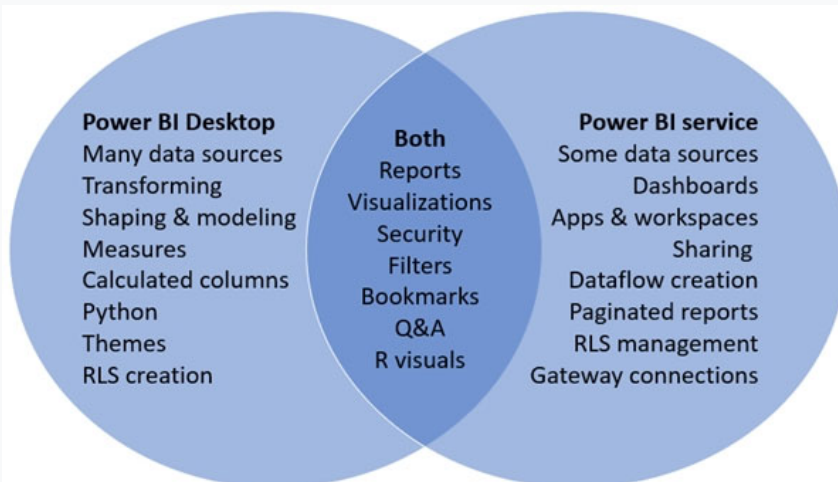 Power BI Desktop
Many data sources
Transforming
Shaping & modeling
Measures
Calculated columns
Python
Themes
RLS creation
Both
Reports
Visualizations
Security
Filters
Bookmarks
Q&A
R visuals
Power BI service
Some data sources
Dashboards
Apps & workspaces
Sharing
Dataflow creation
Paginated reports
RLS management
Gateway connections